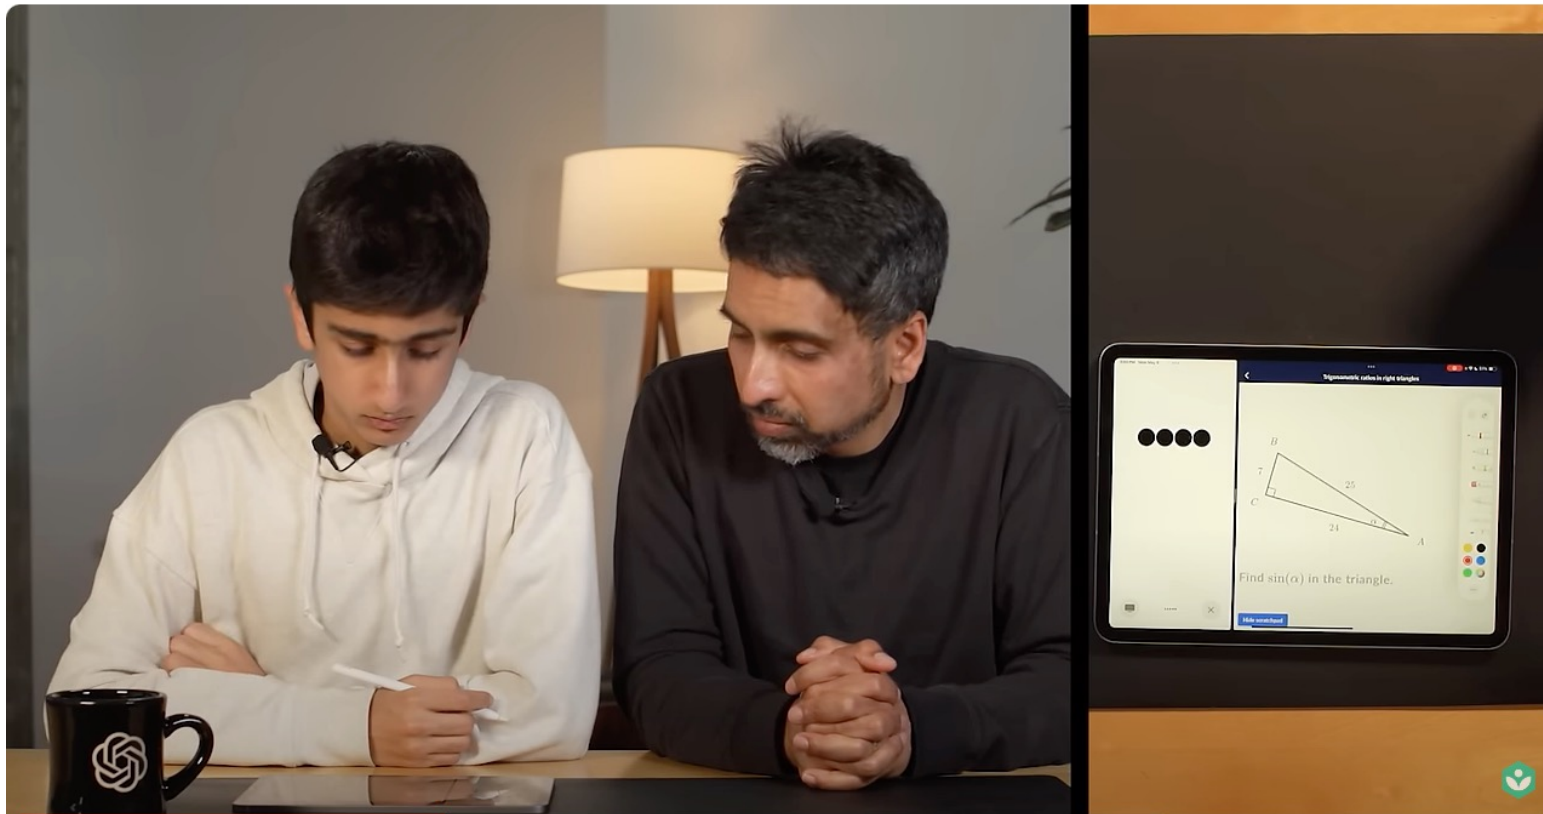 Trigonometric ratios in right triangles
B
7
25
C
24
α
A
Find sin(α) in the triangle.
Hide scratchpad